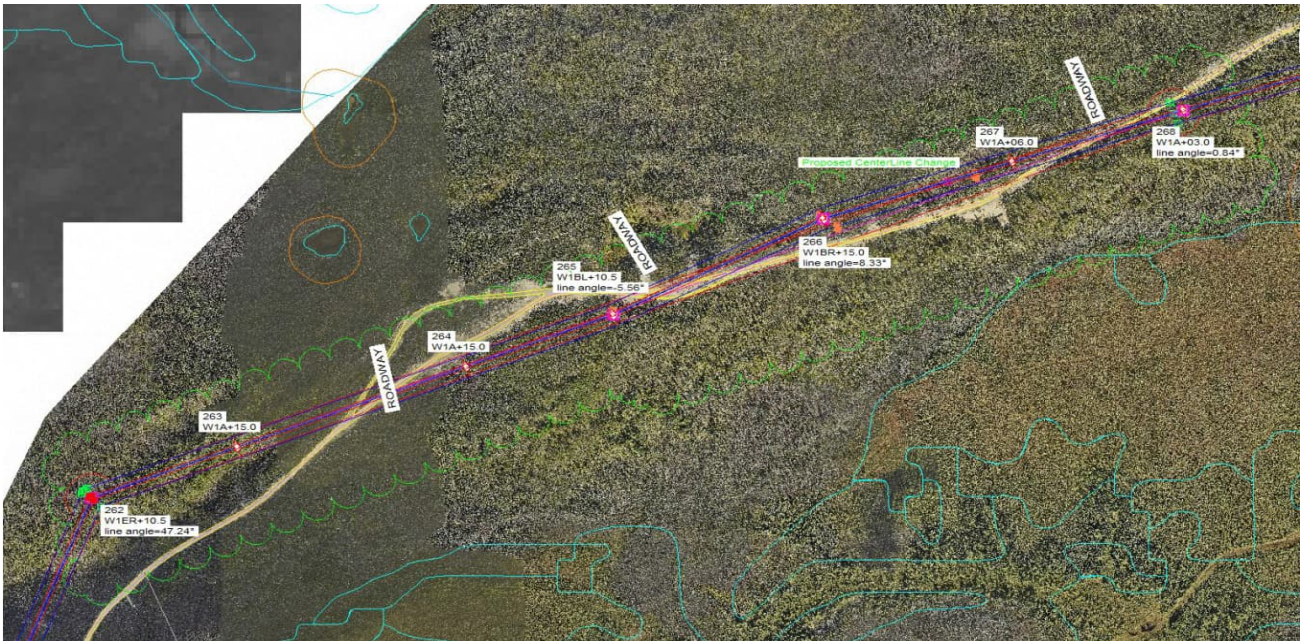 ROADWAY
267
W1A+06.0
268
W1A+03.0
line angle=0.84°
Proposed CenterLine Change
ROADWAY
266
W1BR+15.0
line angle=8.33°
265
W1BL+10.5
line angle=-5.56°
264
W1A+15.0
ROADWAY
263
W1A+15.0
262
W1ER+10.5
line angle=47.24°